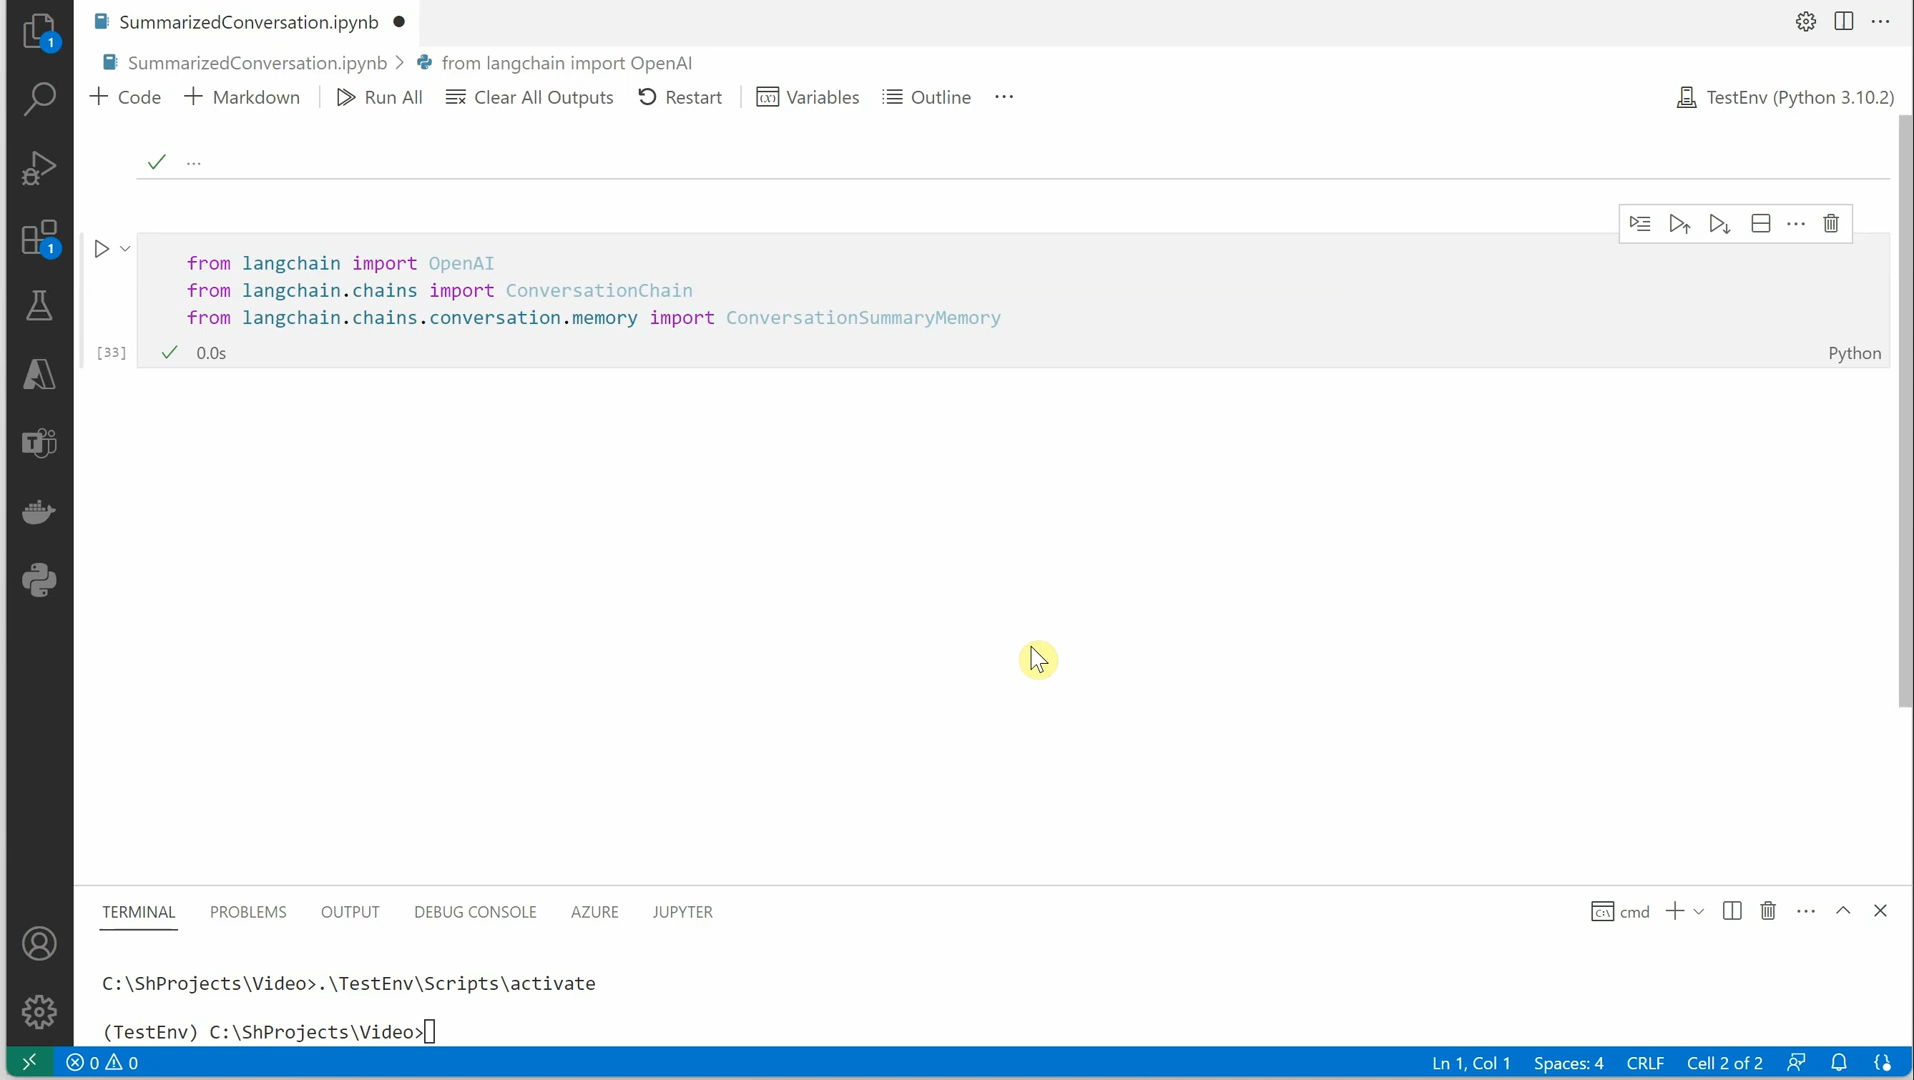 SummarizedConversation.ipynb ●
SummarizedConversation.ipynb > from langchain import OpenAI
+ Code + Markdown Run All Clear All Outputs Restart (x) Variables Outline ... TestEnv (Python 3.10.2)
1
...
from langchain import OpenAI
from langchain.chains import ConversationChain
from langchain.chains.conversation.memory import ConversationSummaryMemory
1
[33] 0.0s Python
TERMINAL PROBLEMS OUTPUT DEBUG CONSOLE AZURE JUPYTER cmd
C:\ShProjects\Video>.\TestEnv\Scripts\activate
(TestEnv) C:\ShProjects\Video>
0 0 Ln 1, Col 1 Spaces: 4 CRLF Cell 2 of 2